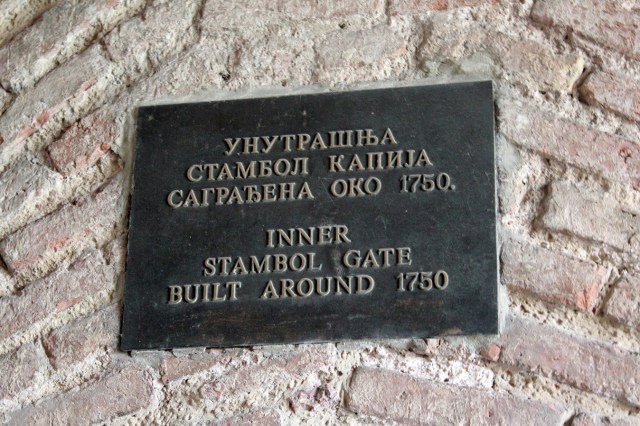 УНУТРАШЊА
СТАМБОЛ КАПИЈА
САГРАЂЕНА ОКО 1750.
INNER
STAMBOL GATE
BUILT AROUND 1750